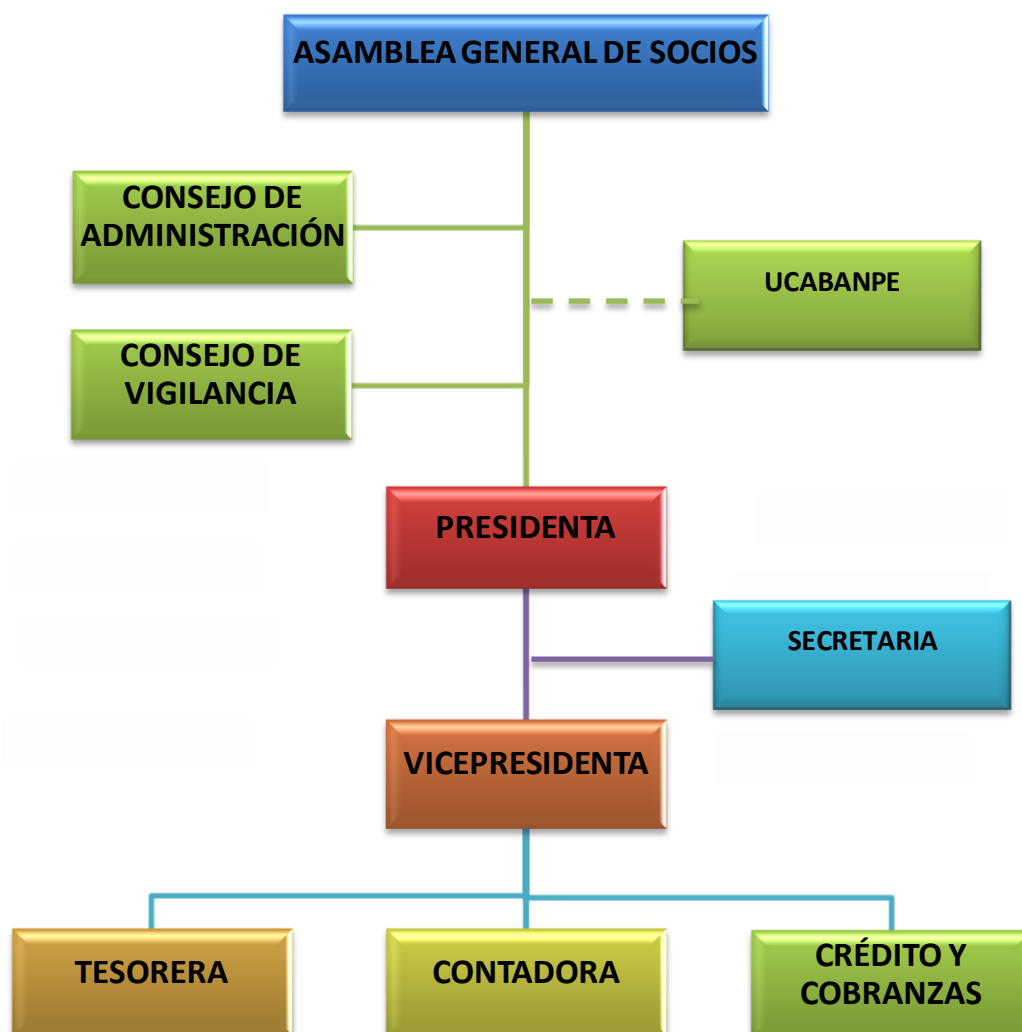 ASAMBLEA GENERAL DE SOCIOS
CONSEJO DE
ADMINISTRACIÓN
UCABANPE
CONSEJO DE
VIGILANCIA
PRESIDENTA
SECRETARIA
VICEPRESIDENTA
TESORERA
CONTADORA
CRÉDITO Y
COBRANZAS